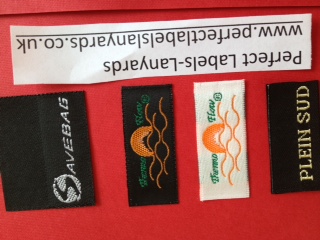 Perfect Labels-Lanyards
www.perfectlabelslanyards.co.uk
SAVEBAG
Thermo Flow®
Thermo Flow®
PLEIN SUD